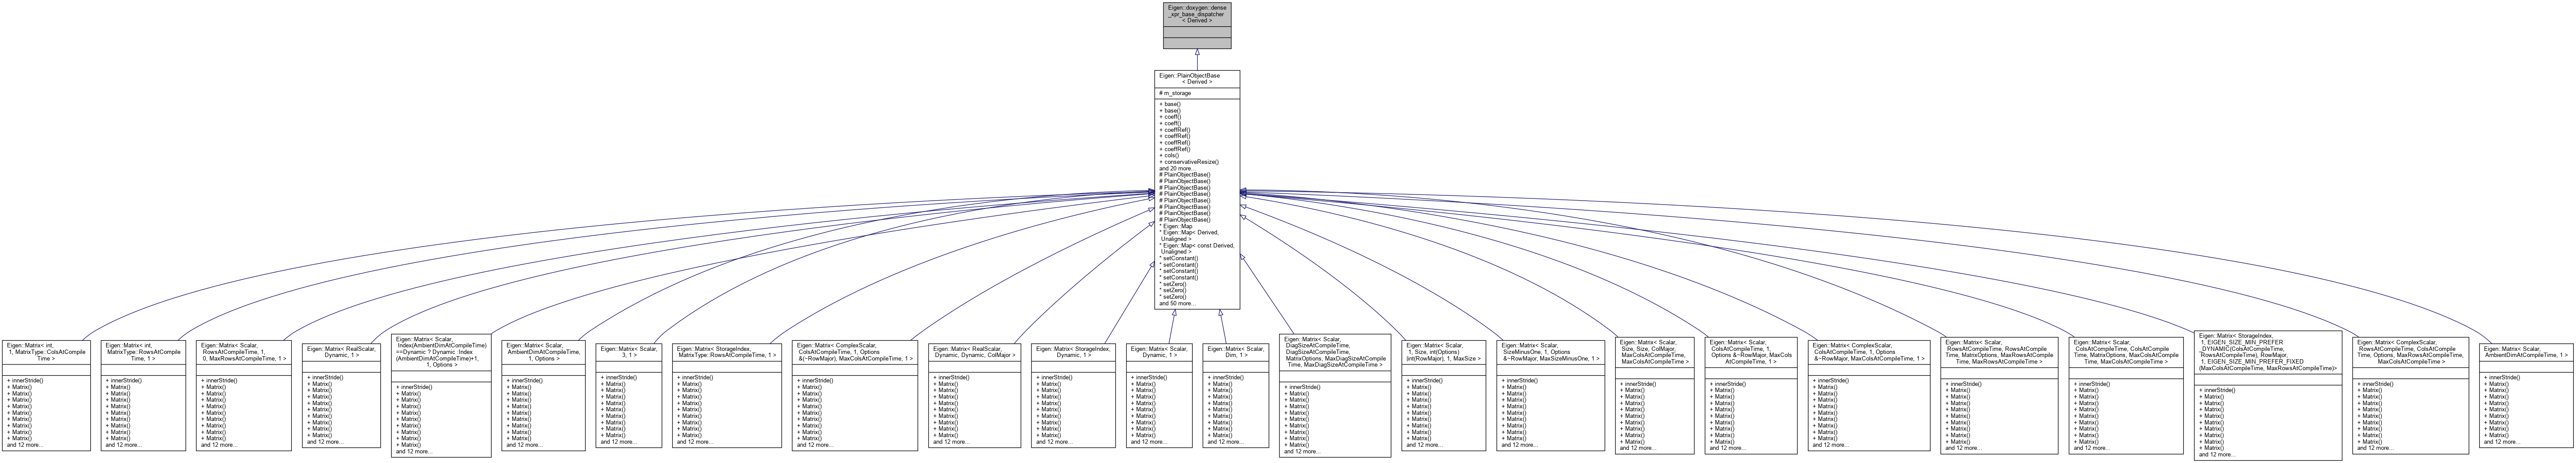 Eigen::doxygen::dense
_xpr_base_dispatcher
< Derived >
Eigen::PlainObjectBase
< Derived >
# m_storage
+ base()
+ base()
+ coeff()
+ coeff()
+ coeffRef()
+ coeffRef()
+ coeffRef()
+ coeffRef()
+ cols()
+ conservativeResize()
and 20 more...
# PlainObjectBase()
# PlainObjectBase()
# PlainObjectBase()
# PlainObjectBase()
# PlainObjectBase()
# PlainObjectBase()
# PlainObjectBase()
# PlainObjectBase()
* Eigen::Map
* Eigen::Map< Derived,
Unaligned >
* Eigen::Map< const Derived,
Unaligned >
* setConstant()
* setConstant()
* setConstant()
* setConstant()
* setZero()
* setZero()
* setZero()
and 50 more...
Eigen::Matrix< int,
1, MatrixType::ColsAtCompile
Time >
+ innerStride()
+ Matrix()
+ Matrix()
+ Matrix()
+ Matrix()
+ Matrix()
+ Matrix()
+ Matrix()
+ Matrix()
+ Matrix()
and 12 more...
Eigen::Matrix< int,
MatrixType::RowsAtCompile
Time, 1 >
+ innerStride()
+ Matrix()
+ Matrix()
+ Matrix()
+ Matrix()
+ Matrix()
+ Matrix()
+ Matrix()
+ Matrix()
+ Matrix()
and 12 more...
Eigen::Matrix< Scalar,
RowsAtCompileTime, 1,
0, MaxRowsAtCompileTime, 1 >
+ innerStride()
+ Matrix()
+ Matrix()
+ Matrix()
+ Matrix()
+ Matrix()
+ Matrix()
+ Matrix()
+ Matrix()
+ Matrix()
and 12 more...
Eigen::Matrix< RealScalar,
Dynamic, 1 >
+ innerStride()
+ Matrix()
+ Matrix()
+ Matrix()
+ Matrix()
+ Matrix()
+ Matrix()
+ Matrix()
+ Matrix()
+ Matrix()
and 12 more...
Eigen::Matrix< Scalar,
Index(AmbientDimAtCompileTime)
==Dynamic ? Dynamic :Index
(AmbientDimAtCompileTime)+1,
1, Options >
+ innerStride()
+ Matrix()
+ Matrix()
+ Matrix()
+ Matrix()
+ Matrix()
+ Matrix()
+ Matrix()
+ Matrix()
+ Matrix()
and 12 more...
Eigen::Matrix< Scalar,
AmbientDimAtCompileTime,
1, Options >
+ innerStride()
+ Matrix()
+ Matrix()
+ Matrix()
+ Matrix()
+ Matrix()
+ Matrix()
+ Matrix()
+ Matrix()
+ Matrix()
and 12 more...
Eigen::Matrix< Scalar,
3, 1 >
+ innerStride()
+ Matrix()
+ Matrix()
+ Matrix()
+ Matrix()
+ Matrix()
+ Matrix()
+ Matrix()
+ Matrix()
+ Matrix()
and 12 more...
Eigen::Matrix< StorageIndex,
MatrixType::RowsAtCompileTime, 1 >
+ innerStride()
+ Matrix()
+ Matrix()
+ Matrix()
+ Matrix()
+ Matrix()
+ Matrix()
+ Matrix()
+ Matrix()
+ Matrix()
and 12 more...
Eigen::Matrix< ComplexScalar,
ColsAtCompileTime, 1, Options
&(~RowMajor), MaxColsAtCompileTime, 1 >
+ innerStride()
+ Matrix()
+ Matrix()
+ Matrix()
+ Matrix()
+ Matrix()
+ Matrix()
+ Matrix()
+ Matrix()
+ Matrix()
and 12 more...
Eigen::Matrix< RealScalar,
Dynamic, Dynamic, ColMajor >
+ innerStride()
+ Matrix()
+ Matrix()
+ Matrix()
+ Matrix()
+ Matrix()
+ Matrix()
+ Matrix()
+ Matrix()
+ Matrix()
and 12 more...
Eigen::Matrix< StorageIndex,
Dynamic, 1 >
+ innerStride()
+ Matrix()
+ Matrix()
+ Matrix()
+ Matrix()
+ Matrix()
+ Matrix()
+ Matrix()
+ Matrix()
+ Matrix()
and 12 more...
Eigen::Matrix< Scalar,
Dynamic, 1 >
+ innerStride()
+ Matrix()
+ Matrix()
+ Matrix()
+ Matrix()
+ Matrix()
+ Matrix()
+ Matrix()
+ Matrix()
+ Matrix()
and 12 more...
Eigen::Matrix< Scalar,
Dim, 1 >
+ innerStride()
+ Matrix()
+ Matrix()
+ Matrix()
+ Matrix()
+ Matrix()
+ Matrix()
+ Matrix()
+ Matrix()
+ Matrix()
and 12 more...
Eigen::Matrix< Scalar,
DiagSizeAtCompileTime,
DiagSizeAtCompileTime,
MatrixOptions, MaxDiagSizeAtCompile
Time, MaxDiagSizeAtCompileTime >
+ innerStride()
+ Matrix()
+ Matrix()
+ Matrix()
+ Matrix()
+ Matrix()
+ Matrix()
+ Matrix()
+ Matrix()
+ Matrix()
and 12 more...
Eigen::Matrix< Scalar,
1, Size, int(Options)
|int(RowMajor), 1, MaxSize >
+ innerStride()
+ Matrix()
+ Matrix()
+ Matrix()
+ Matrix()
+ Matrix()
+ Matrix()
+ Matrix()
+ Matrix()
+ Matrix()
and 12 more...
Eigen::Matrix< Scalar,
SizeMinusOne, 1, Options
&~RowMajor, MaxSizeMinusOne, 1 >
+ innerStride()
+ Matrix()
+ Matrix()
+ Matrix()
+ Matrix()
+ Matrix()
+ Matrix()
+ Matrix()
+ Matrix()
+ Matrix()
and 12 more...
Eigen::Matrix< Scalar,
Size, Size, ColMajor,
MaxColsAtCompileTime,
MaxColsAtCompileTime >
+ innerStride()
+ Matrix()
+ Matrix()
+ Matrix()
+ Matrix()
+ Matrix()
+ Matrix()
+ Matrix()
+ Matrix()
+ Matrix()
and 12 more...
Eigen::Matrix< Scalar,
ColsAtCompileTime, 1,
Options &~RowMajor, MaxCols
AtCompileTime, 1 >
+ innerStride()
+ Matrix()
+ Matrix()
+ Matrix()
+ Matrix()
+ Matrix()
+ Matrix()
+ Matrix()
+ Matrix()
+ Matrix()
and 12 more...
Eigen::Matrix< ComplexScalar,
ColsAtCompileTime, 1, Options
&~RowMajor, MaxColsAtCompileTime, 1 >
+ innerStride()
+ Matrix()
+ Matrix()
+ Matrix()
+ Matrix()
+ Matrix()
+ Matrix()
+ Matrix()
+ Matrix()
+ Matrix()
and 12 more...
Eigen::Matrix< Scalar,
RowsAtCompileTime, RowsAtCompile
Time, MatrixOptions, MaxRowsAtCompile
Time, MaxRowsAtCompileTime >
+ innerStride()
+ Matrix()
+ Matrix()
+ Matrix()
+ Matrix()
+ Matrix()
+ Matrix()
+ Matrix()
+ Matrix()
+ Matrix()
and 12 more...
Eigen::Matrix< Scalar,
ColsAtCompileTime, ColsAtCompile
Time, MatrixOptions, MaxColsAtCompile
Time, MaxColsAtCompileTime >
+ innerStride()
+ Matrix()
+ Matrix()
+ Matrix()
+ Matrix()
+ Matrix()
+ Matrix()
+ Matrix()
+ Matrix()
+ Matrix()
and 12 more...
Eigen::Matrix< StorageIndex,
1, EIGEN_SIZE_MIN_PREFER
_DYNAMIC(ColsAtCompileTime,
RowsAtCompileTime), RowMajor,
1, EIGEN_SIZE_MIN_PREFER_FIXED
(MaxColsAtCompileTime, MaxRowsAtCompileTime)>
+ innerStride()
+ Matrix()
+ Matrix()
+ Matrix()
+ Matrix()
+ Matrix()
+ Matrix()
+ Matrix()
+ Matrix()
+ Matrix()
and 12 more...
Eigen::Matrix< ComplexScalar,
RowsAtCompileTime, ColsAtCompile
Time, Options, MaxRowsAtCompileTime,
MaxColsAtCompileTime >
+ innerStride()
+ Matrix()
+ Matrix()
+ Matrix()
+ Matrix()
+ Matrix()
+ Matrix()
+ Matrix()
+ Matrix()
+ Matrix()
and 12 more...
Eigen::Matrix< Scalar,
AmbientDimAtCompileTime, 1 >
+ innerStride()
+ Matrix()
+ Matrix()
+ Matrix()
+ Matrix()
+ Matrix()
+ Matrix()
+ Matrix()
+ Matrix()
+ Matrix()
and 12 more...